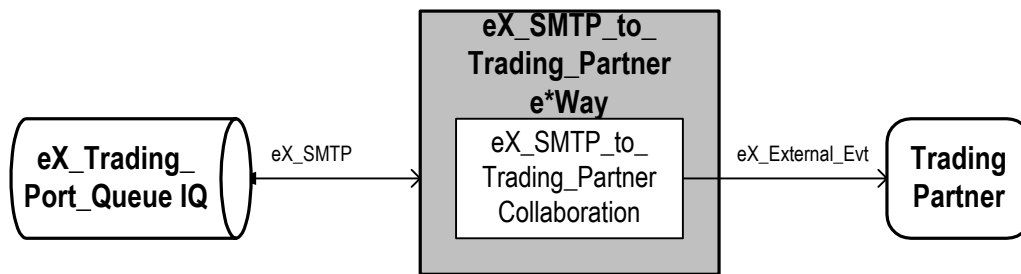 eX_SMTP_to_
Trading_Partner
e*Way
eX_Trading_
Port_Queue IQ
eX_SMTP
eX_SMTP_to_
Trading_Partner
Collaboration
eX_External_Evt
Trading
Partner